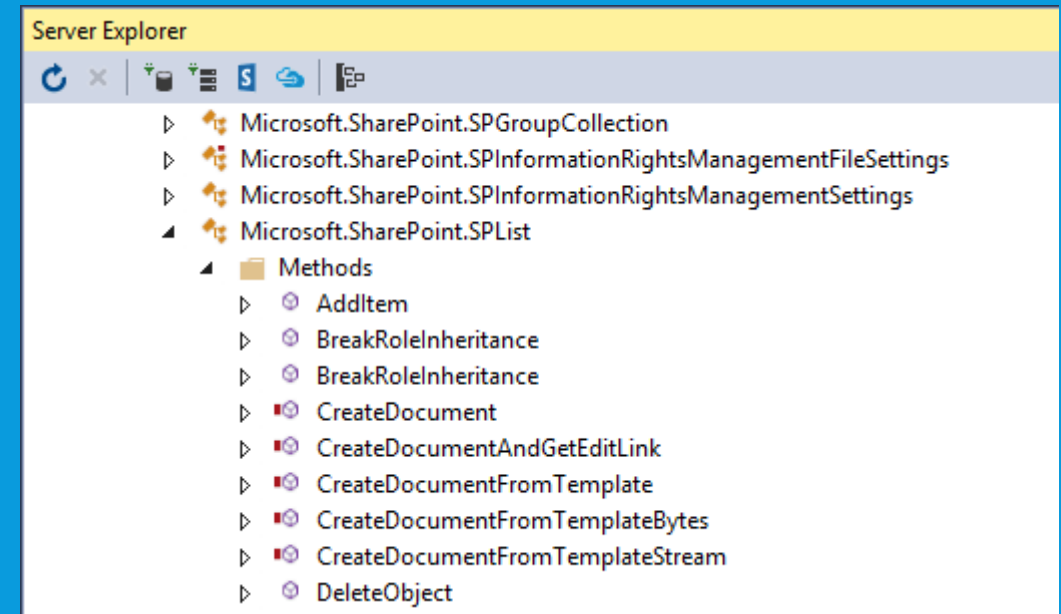 Server Explorer
Microsoft.SharePoint.SPGroupCollection
Microsoft.SharePoint.SPInformationRightsManagementFileSettings
Microsoft.SharePoint.SPInformationRightsManagementSettings
Microsoft.SharePoint.SPList
Methods
AddItem
BreakRoleInheritance
BreakRoleInheritance
CreateDocument
CreateDocumentAndGetEditLink
CreateDocumentFromTemplate
CreateDocumentFromTemplateBytes
CreateDocumentFromTemplateStream
DeleteObject